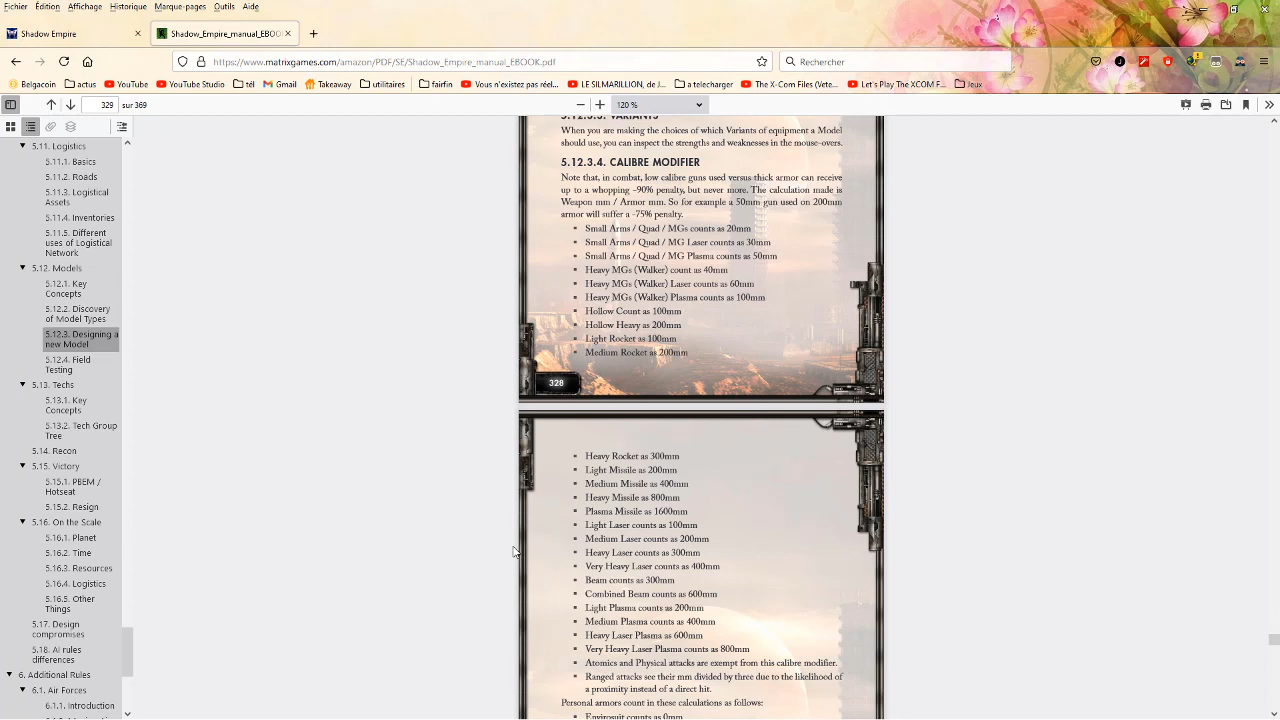 Fichier Édition Affichage Historique Marque-pages Outils Aide
Shadow Empire
Shadow_Empire_manual_EBOO
https://www.matrixgames.com/amazon/PDF/SE/Shadow_Empire_manual_EBOOK.pdf
Rechercher
Belgacoin actus YouTube YouTube Gmail Takeaway utilitaires fairfin Quelques vidéos LE SILMARILLION, J a telecharger The X-Com Files (Vete Let's Play The XCOM F Jeux
329 sur 369
120 %
5.11. Logistics
5.11.1. Basics
5.11.2. Roads
5.11.3. Logistical
Assets
5.11.4. Inventories
5.11.5. Different
uses of Logistical
Network
5.12. Models
5.12.1. Key
Concepts
5.12.2. Discovery
of Model Types
5.12.3. Designing a
new Model
5.12.4. Field
Testing
5.13. Techs
5.13.1. Key
Concepts
5.13.2. Tech Group
Tree
5.14. Recon
5.15. Victory
5.15.1. PBEM /
Hotseat
5.15.2. Resign
5.16. On the Scale
5.16.1. Planet
5.16.2. Time
5.16.3. Resources
5.16.4. Logistics
5.16.5. Other
Things
5.17. Design
compromises
5.18. AI rules
differences
6. Additional Rules
6.1. Air Forces
6.1.1. Introduction
5.12.3.3. VARIANTS
When you are making the choices of which Variants of equipment a Model
should use, you can inspect the strengths and weaknesses in the mouse-overs.
5.12.3.4. CALIBRE MODIFIER
Note that, in combat, low calibre guns used versus thick armor can receive
up to a whopping -90% penalty, but never more. The calculation made is
Weapon mm / Armor mm. So for example a 50mm gun used on 200mm
armor will suffer a -75% penalty.
▪ Small Arms / Quad / MGs counts as 20mm
▪ Small Arms / Quad / MG Laser counts as 30mm
▪ Small Arms / Quad / MG Plasma counts as 50mm
▪ Heavy MGs (Walker) count as 40mm
▪ Heavy MGs (Walker) Laser counts as 60mm
▪ Heavy MGs (Walker) Plasma counts as 100mm
▪ Hollow Count as 100mm
▪ Hollow Heavy as 200mm
▪ Light Rocket as 100mm
▪ Medium Rocket as 200mm
328
▪ Heavy Rocket as 300mm
▪ Light Missile as 200mm
▪ Medium Missile as 400mm
▪ Heavy Missile as 800mm
▪ Plasma Missile as 1600mm
▪ Light Laser counts as 100mm
▪ Medium Laser counts as 200mm
▪ Heavy Laser counts as 300mm
▪ Very Heavy Laser counts as 400mm
▪ Beam counts as 300mm
▪ Combined Beam counts as 600mm
▪ Light Plasma counts as 200mm
▪ Medium Plasma counts as 400mm
▪ Heavy Laser Plasma as 600mm
▪ Very Heavy Laser Plasma counts as 800mm
▪ Atomics and Physical attacks are exempt from this calibre modifier.
▪ Ranged attacks see their mm divided by three due to the likelihood of
a proximity instead of a direct hit.
Personal armors count in these calculations as follows:
▪ Envirosuit counts as 0mm